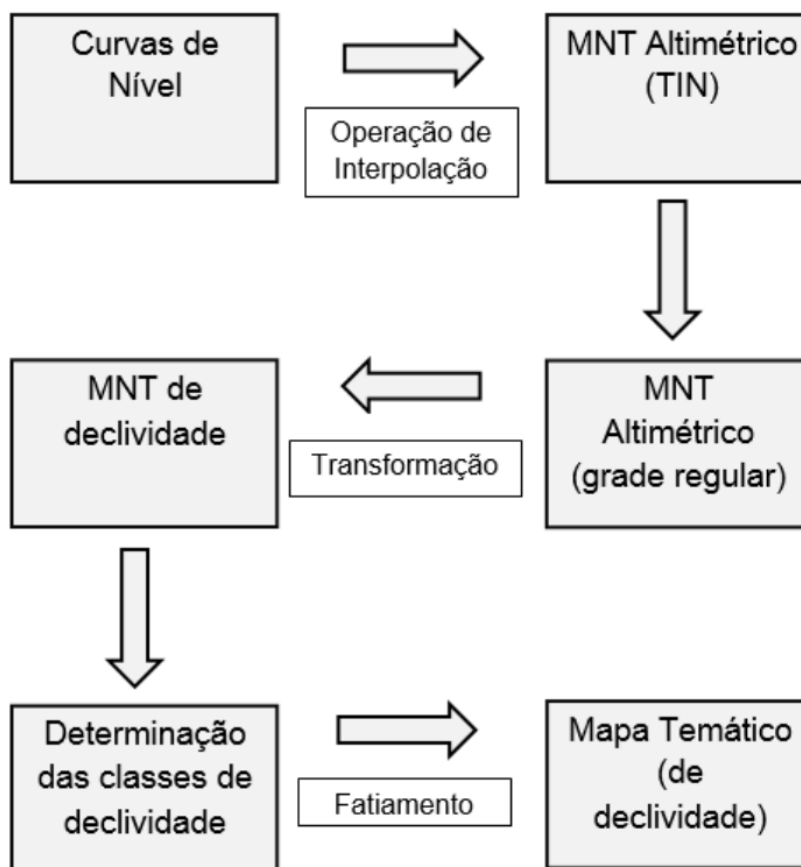 Curvas de
Nível
Operação de
Interpolação
MNT Altimétrico
(TIN)
MNT
Altimétrico
(grade regular)
Transformação
MNT de
declividade
Determinação
das classes de
declividade
Fatiamento
Mapa Temático
(de
declividade)